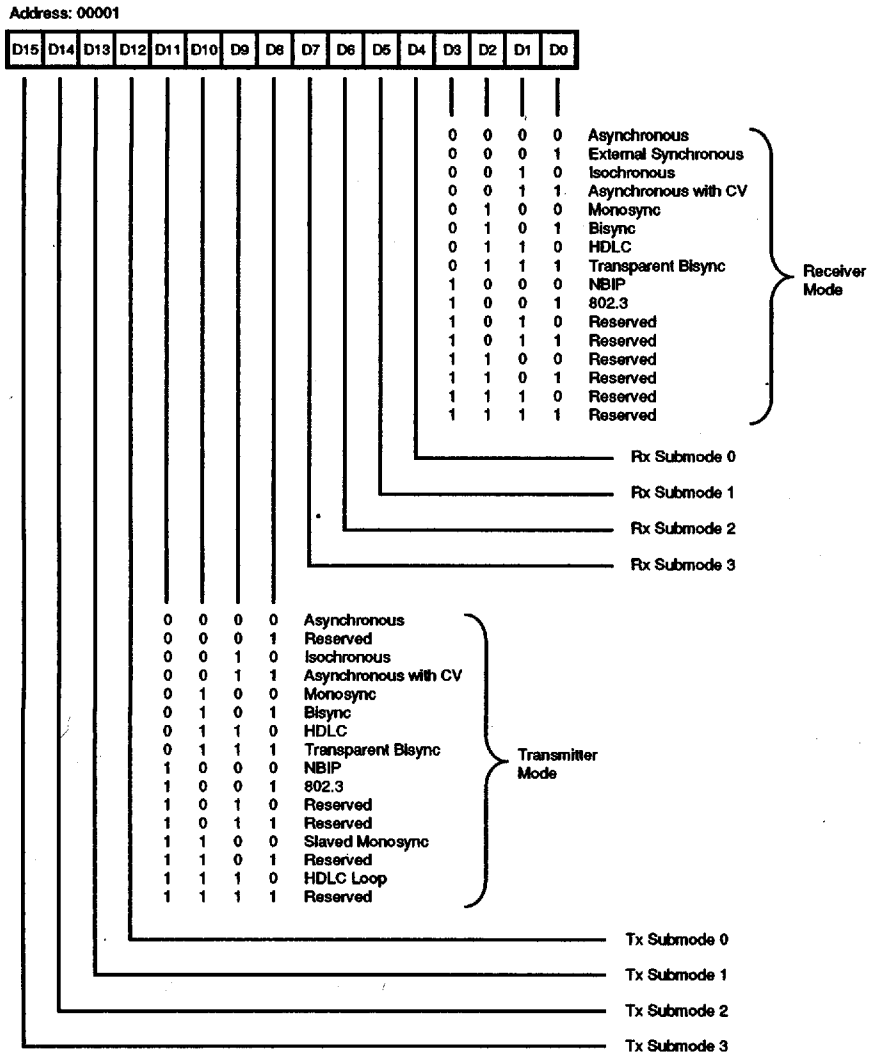 Address: 00001
D15 D14 D13 D12 D11 D10 D9 D8 D7 D6 D5 D4 D3 D2 D1 D0
0 0 0 0 Asynchronous
0 0 0 1 External Synchronous
0 0 1 0 Isochronous
0 0 1 1 Asynchronous with CV
0 1 0 0 Monosync
0 1 0 1 Bisync
0 1 1 0 HDLC
0 1 1 1 Transparent Bisync
1 0 0 0 NBIP
1 0 0 1 802.3
1 0 1 0 Reserved
1 0 1 1 Reserved
1 1 0 0 Reserved
1 1 0 1 Reserved
1 1 1 0 Reserved
1 1 1 1 Reserved
Receiver
Mode
Rx Submode 0
Rx Submode 1
Rx Submode 2
Rx Submode 3
0 0 0 0 Asynchronous
0 0 0 1 Reserved
0 0 1 0 Isochronous
0 0 1 1 Asynchronous with CV
0 1 0 0 Monosync
0 1 0 1 Bisync
0 1 1 0 HDLC
0 1 1 1 Transparent Bisync
1 0 0 0 NBIP
1 0 0 1 802.3
1 0 1 0 Reserved
1 0 1 1 Reserved
1 1 0 0 Slaved Monosync
1 1 0 1 Reserved
1 1 1 0 HDLC Loop
1 1 1 1 Reserved
Transmitter
Mode
Tx Submode 0
Tx Submode 1
Tx Submode 2
Tx Submode 3